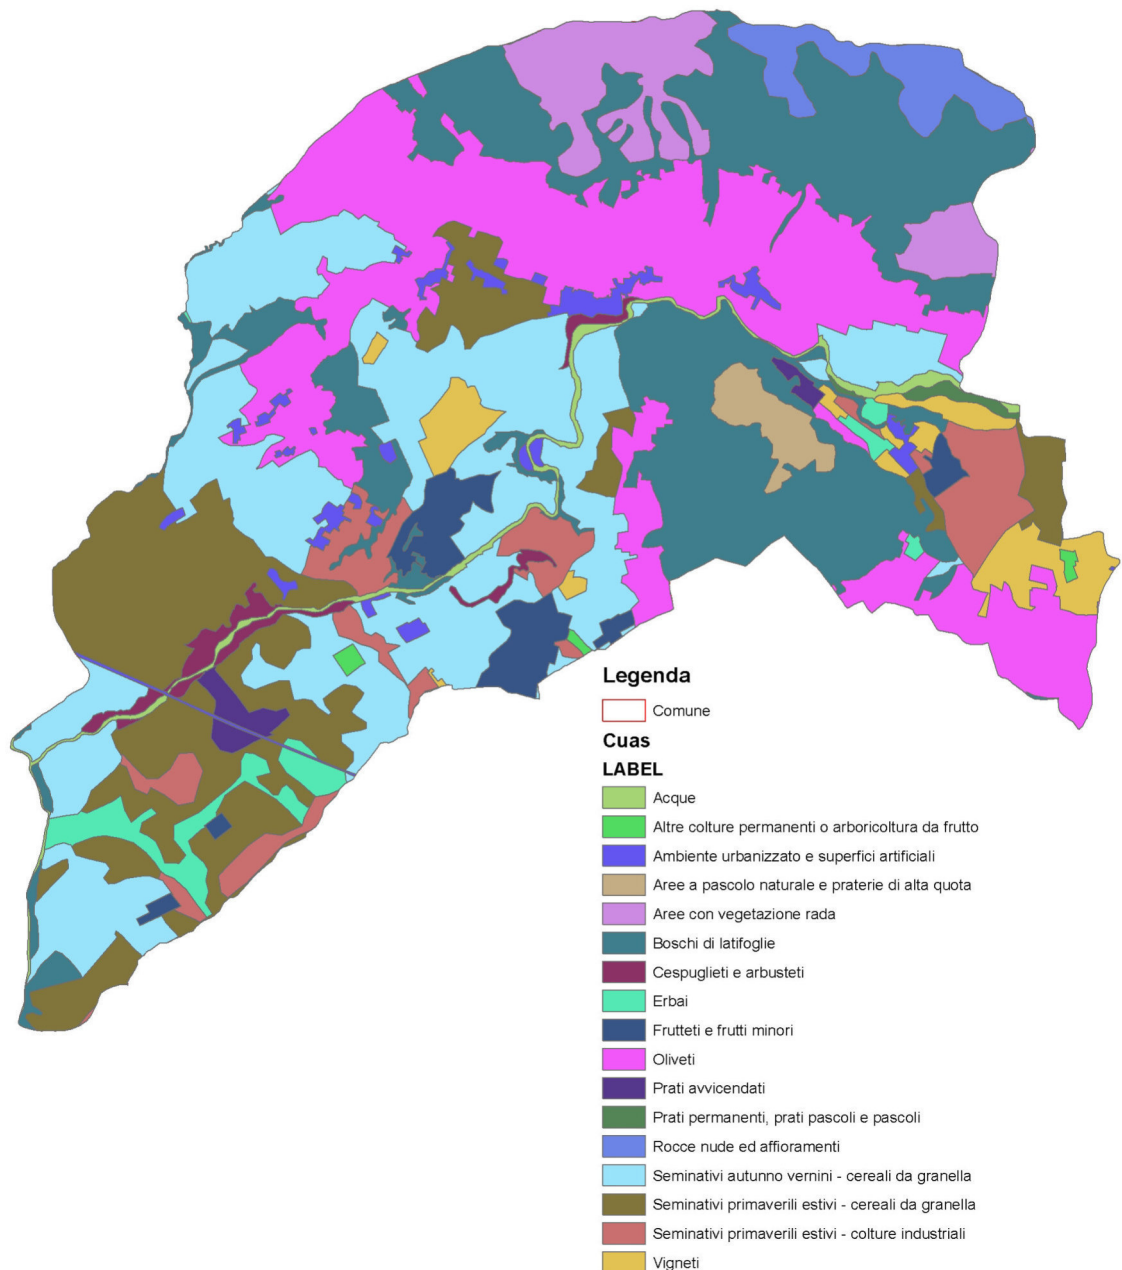 Legenda
Comune
Cuas
LABEL
Acque
Altre colture permanenti o arboricoltura da frutto
Ambiente urbanizzato e superfici artificiali
Aree a pascolo naturale e praterie di alta quota
Aree con vegetazione rada
Boschi di latifoglie
Cespuglieti e arbusteti
Erbai
Frutteti e frutti minori
Oliveti
Prati avvicendati
Prati permanenti, prati pascoli e pascoli
Rocce nude ed affioramenti
Seminativi autunno vernini - cereali da granella
Seminativi primaverili estivi - cereali da granella
Seminativi primaverili estivi - colture industriali
Vigneti